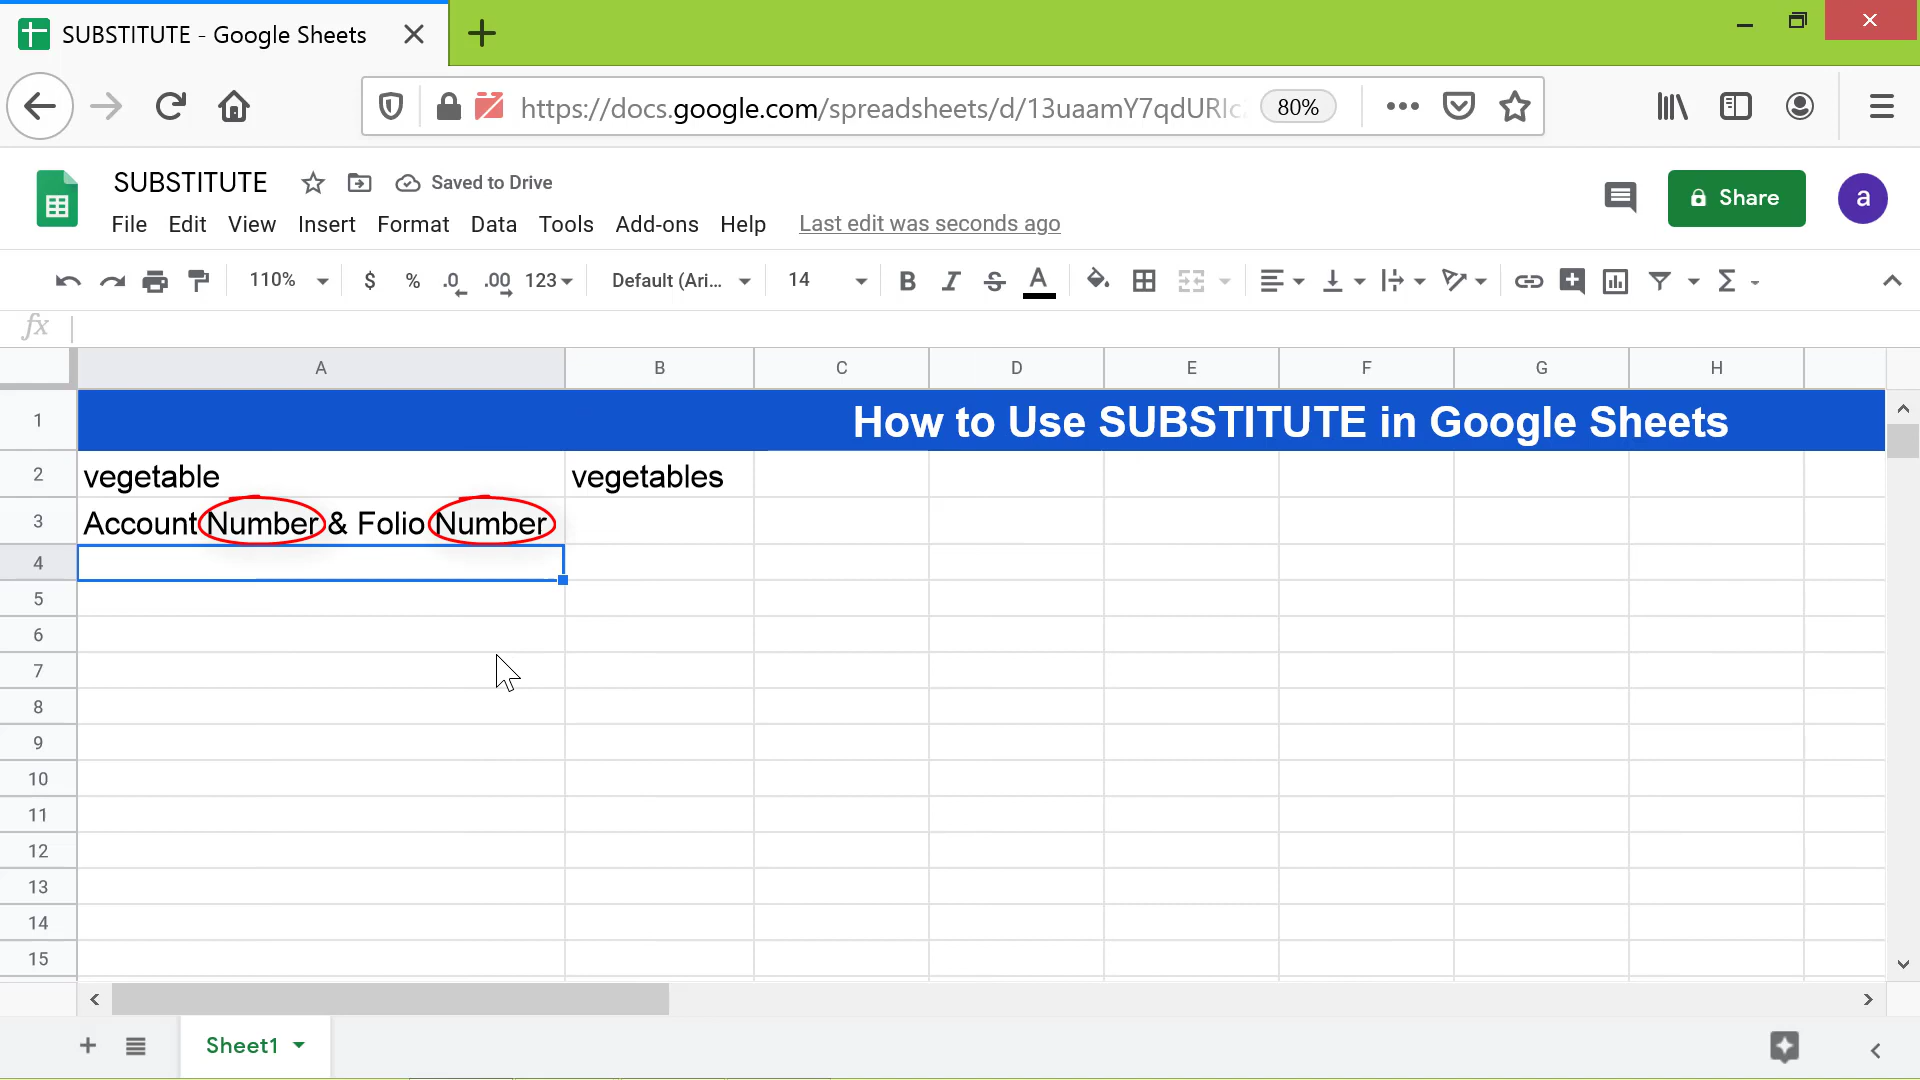 SUBSTITUTE - Google Sheets
https://docs.google.com/spreadsheets/d/13uaamY7qdURIc
80%
SUBSTITUTE
Saved to Drive
Share
a
File Edit View Insert Format Data Tools Add-ons Help Last edit was seconds ago
110% $ % .0 .00 123 Default (Ari... 14 B I S A Σ
fx
A B C D E F G H
1 How to Use SUBSTITUTE in Google Sheets
2 vegetable vegetables
3 Account Number & Folio Number
4
5
6
7
8
9
10
11
12
13
14
15
Sheet1